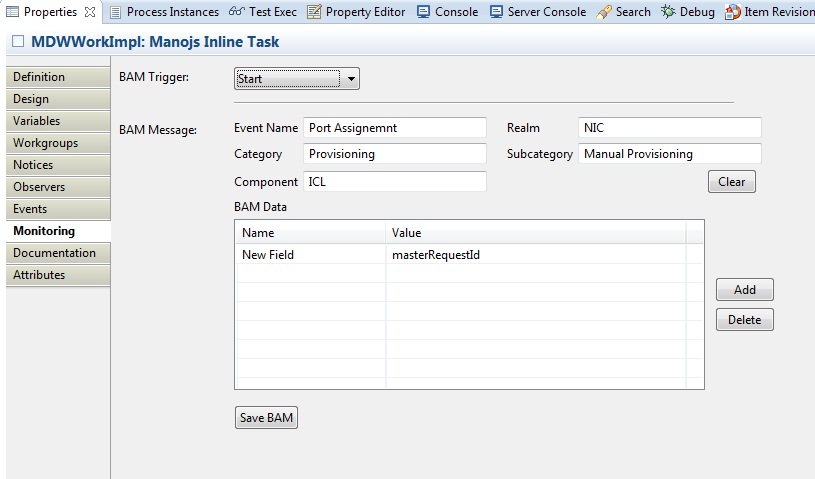 Properties Process Instances Test Exec Property Editor Console Server Console Search Debug Item Revision
MDWWorkImpl: Manojs Inline Task
Definition
Design
Variables
Workgroups
Notices
Observers
Events
Monitoring
Documentation
Attributes
BAM Trigger: Start
BAM Message: Event Name Port Assignemnt Realm NIC
Category Provisioning Subcategory Manual Provisioning
Component ICL Clear
BAM Data
Name Value
New Field masterRequestId
Add
Delete
Save BAM